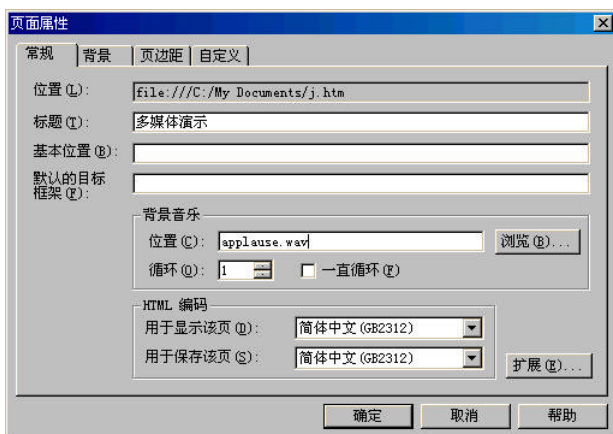 页面属性
常规 背景 页边距 自定义
位置(L): file:///C:/My Documents/j.htm
标题(T): 多媒体演示
基本位置(B):
默认的目标
框架(F):
背景音乐
位置(C): applause.wav 浏览(B)...
循环(O): 1 一直循环(F)
HTML 编码
用于显示该页(D): 简体中文(GB2312)
用于保存该页(S): 简体中文(GB2312)
扩展(E)...
确定 取消 帮助